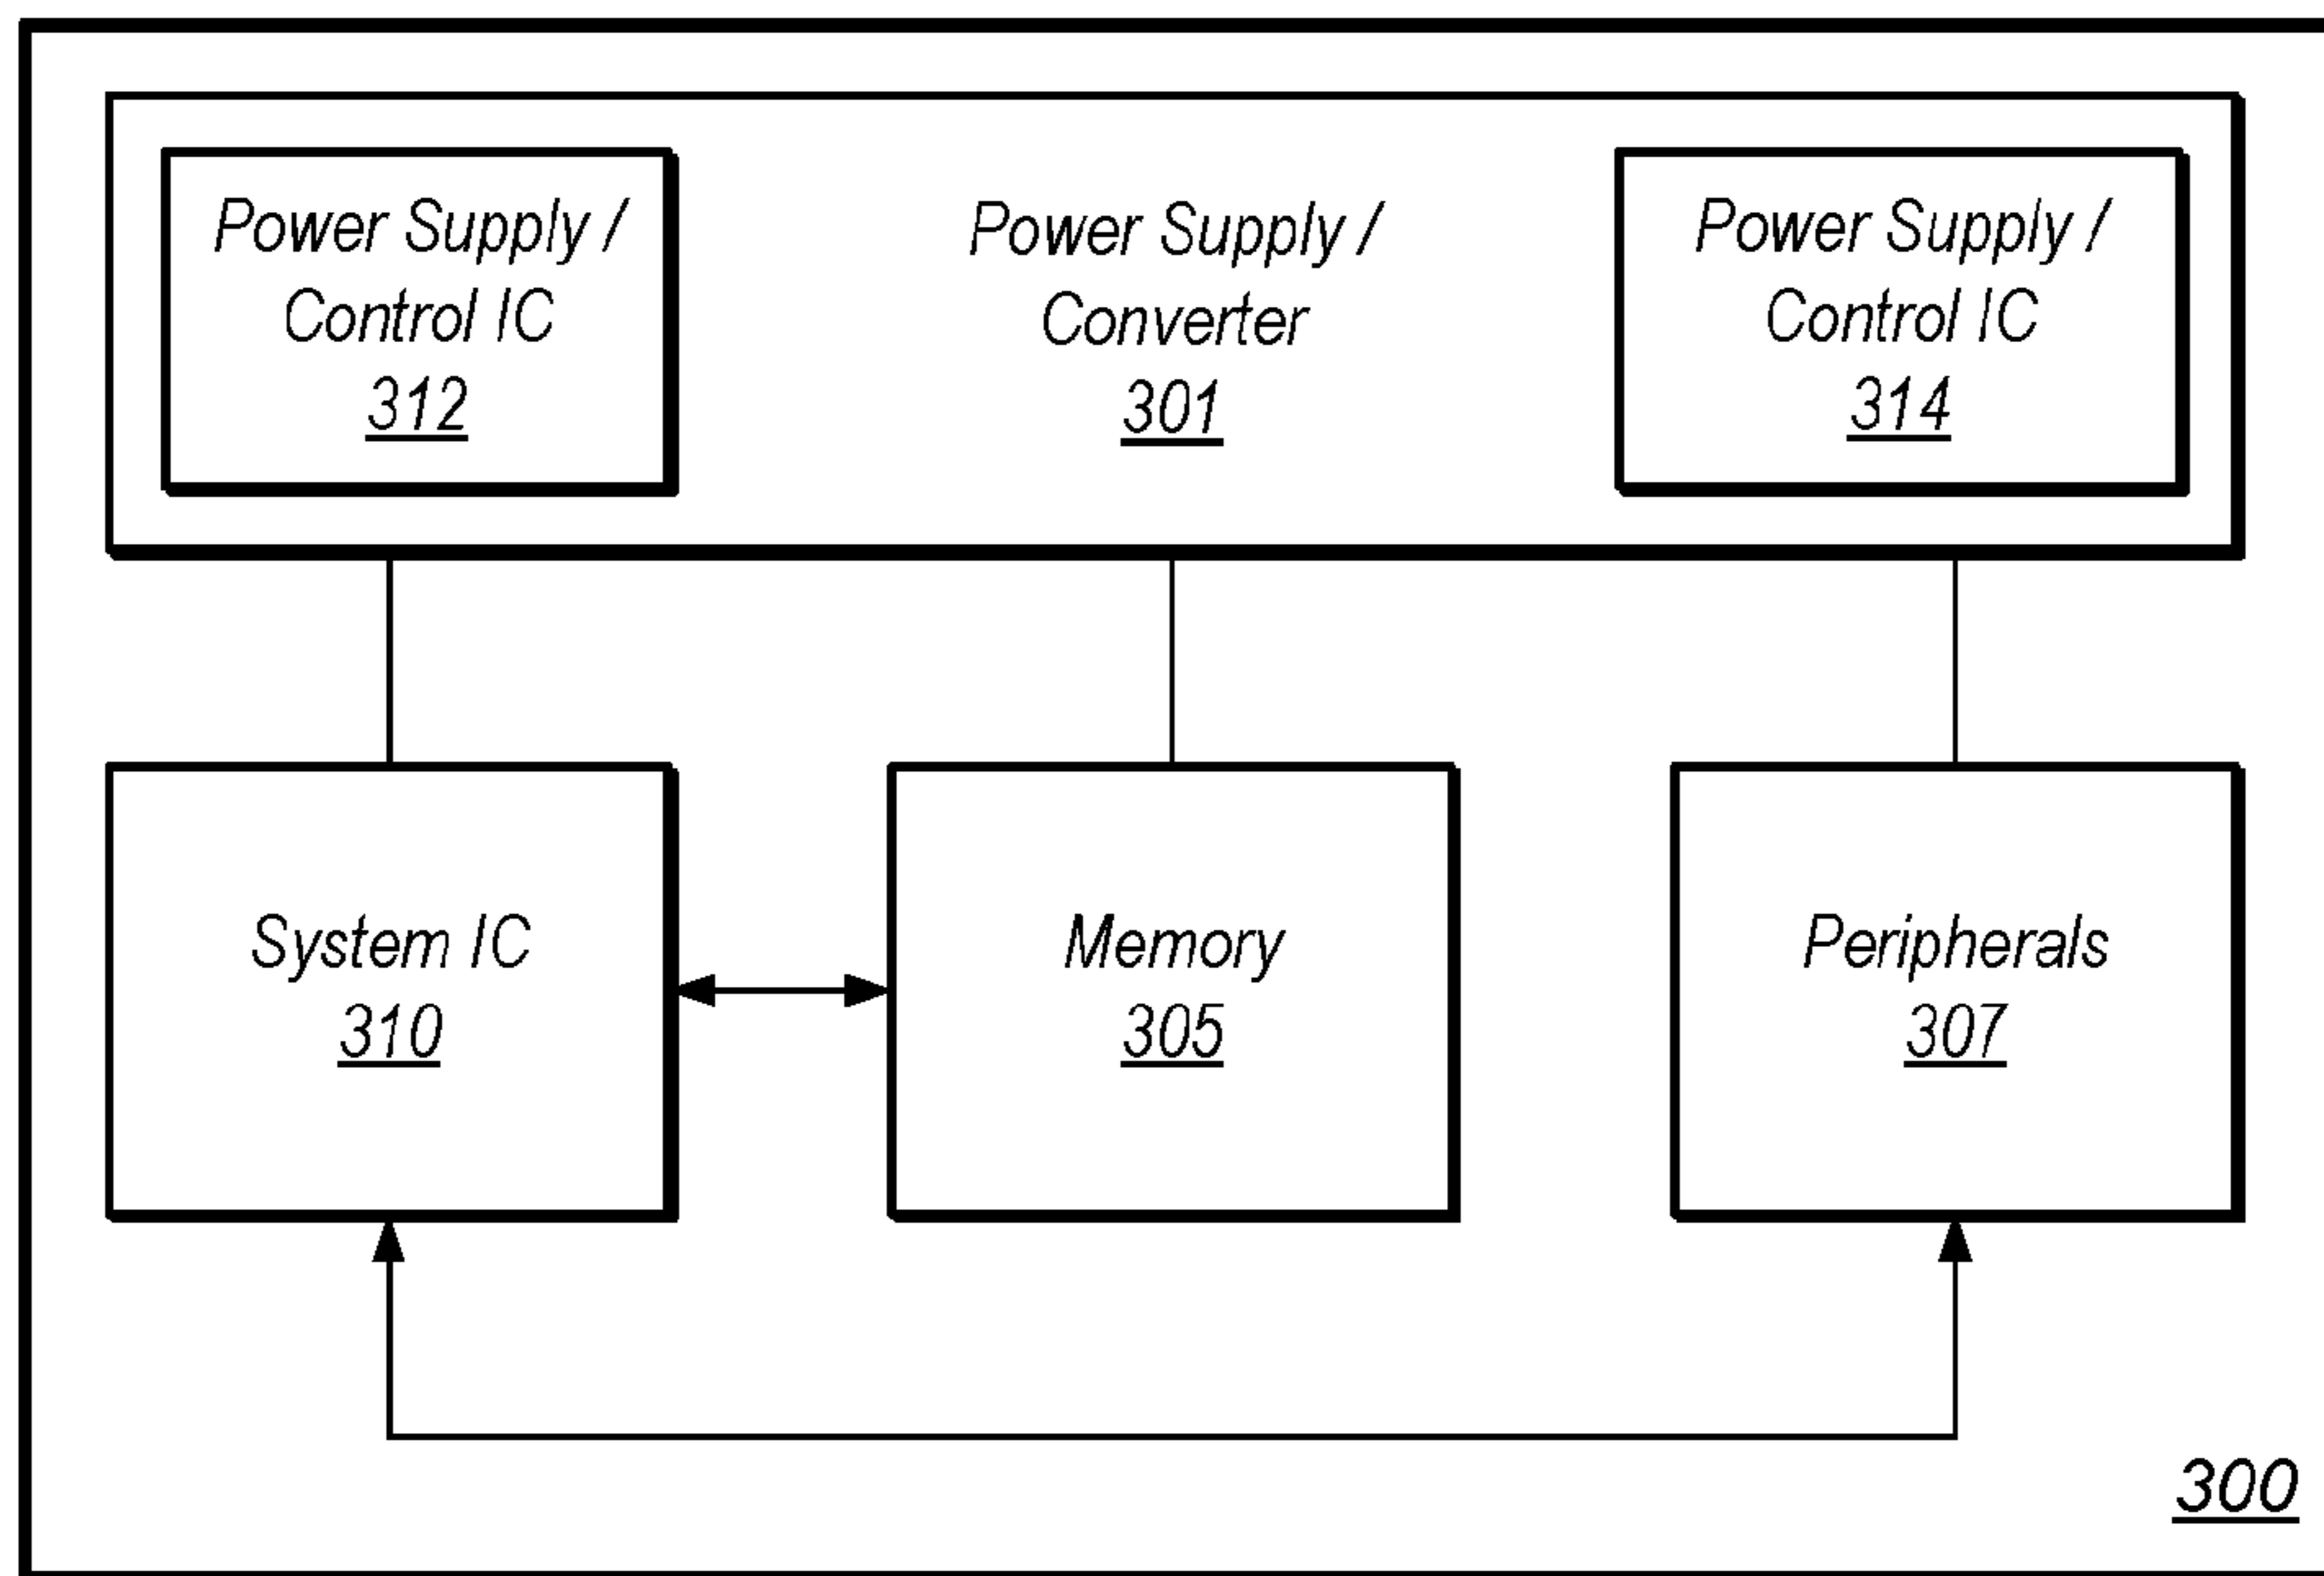 Power Supply /
Control IC
312
Power Supply /
Converter
301
Power Supply /
Control IC
314
System IC
310
Memory
305
Peripherals
307
300